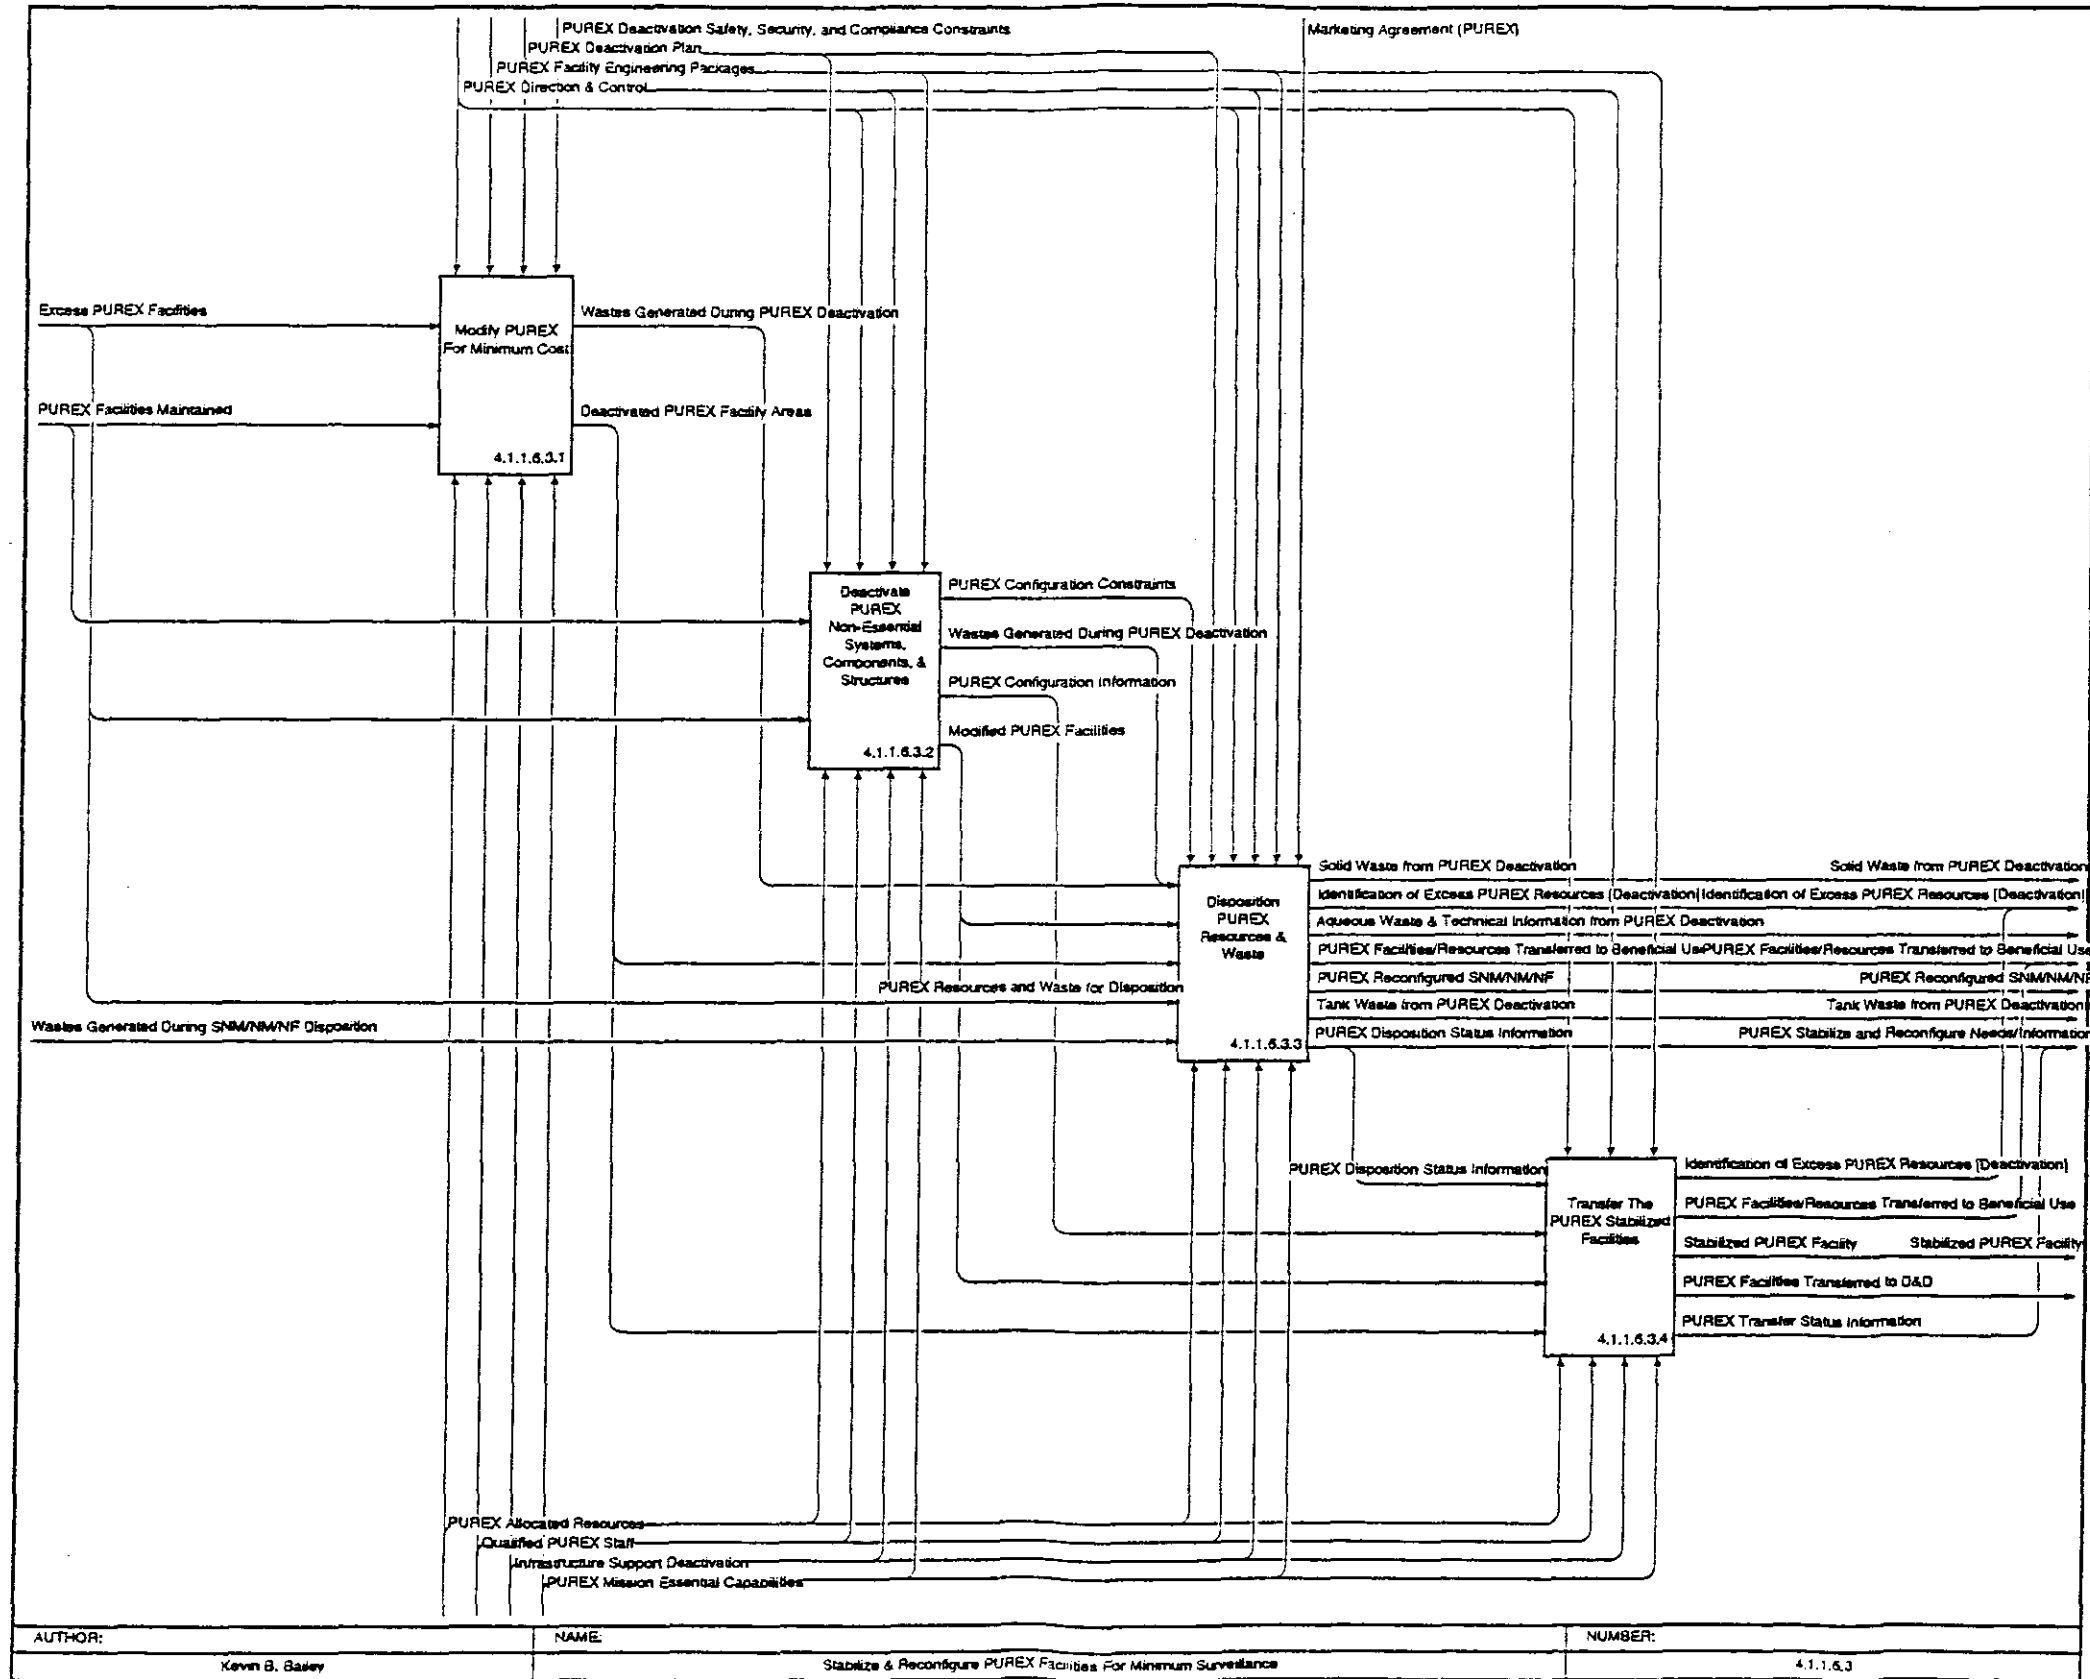 PUREX Deactivation Safety, Security, and Compliance Constraints
Marketing Agreement (PUREX)
PUREX Deactivation Plan
PUREX Facility Engineering Packages
PUREX Direction & Control
Excess PUREX Facilities
Wastes Generated During PUREX Deactivation
Modify PUREX
For Minimum Cost
PUREX Facilities Maintained
Deactivated PUREX Facility Areas
4.1.1.6.3.1
Deactivate
PUREX
Non-Essential
Systems,
Components, &
Structures
4.1.1.6.3.2
PUREX Configuration Constraints
Wastes Generated During PUREX Deactivation
PUREX Configuration Information
Modified PUREX Facilities
Disposition
PUREX
Resources &
Waste
4.1.1.6.3.3
PUREX Resources and Waste for Disposition
Wastes Generated During SNM/NM/NF Disposition
Solid Waste from PUREX Deactivation
Solid Waste from PUREX Deactivation
Identification of Excess PUREX Resources [Deactivation]
Identification of Excess PUREX Resources [Deactivation]
Aqueous Waste & Technical Information from PUREX Deactivation
PUREX Facilities/Resources Transferred to Beneficial Use
PUREX Facilities/Resources Transferred to Beneficial Use
PUREX Reconfigured SNM/NM/NF
PUREX Reconfigured SNM/NM/NF
Tank Waste from PUREX Deactivation
Tank Waste from PUREX Deactivation
PUREX Disposition Status Information
PUREX Stabilize and Reconfigure Needs/Information
PUREX Disposition Status Information
Transfer The
PUREX Stabilized
Facilities
4.1.1.6.3.4
Identification of Excess PUREX Resources [Deactivation]
PUREX Facilities/Resources Transferred to Beneficial Use
Stabilized PUREX Facility
Stabilized PUREX Facility
PUREX Facilities Transferred to D&D
PUREX Transfer Status Information
PUREX Allocated Resources
Qualified PUREX Staff
Infrastructure Support Deactivation
PUREX Mission Essential Capabilities
AUTHOR:
NAME:
NUMBER:
Kevin B. Bailey
Stabilize & Reconfigure PUREX Facilities For Minimum Surveillance
4.1.1.6.3